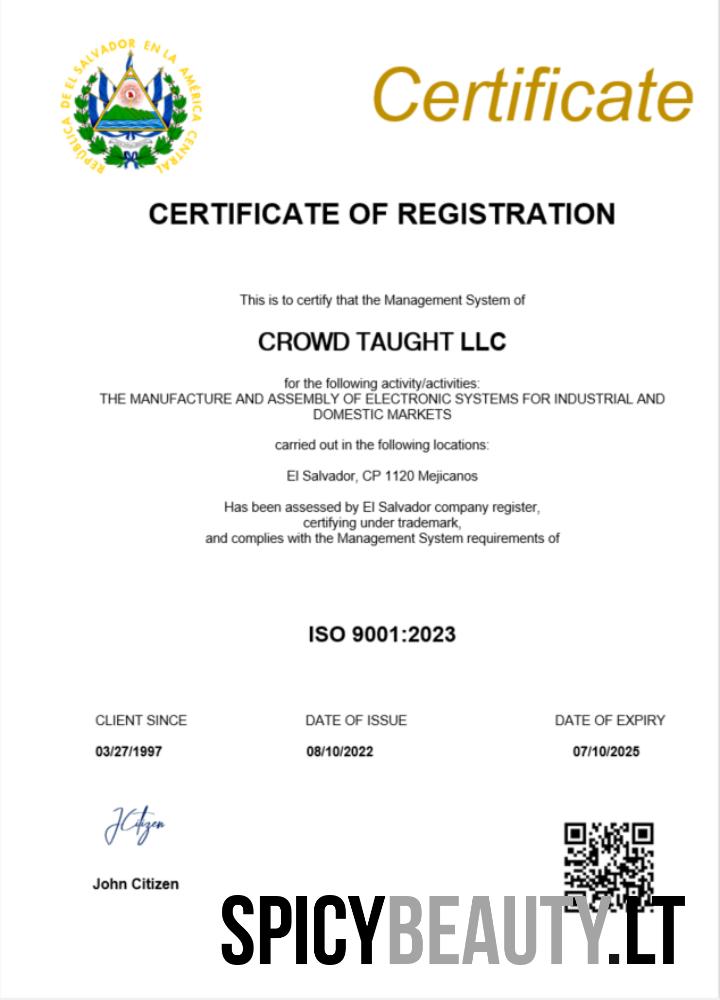 REPÚBLICA DE EL SALVADOR EN LA AMÉRICA CENTRAL
Certificate
CERTIFICATE OF REGISTRATION
This is to certify that the Management System of
CROWD TAUGHT LLC
for the following activity/activities:
THE MANUFACTURE AND ASSEMBLY OF ELECTRONIC SYSTEMS FOR INDUSTRIAL AND
DOMESTIC MARKETS
carried out in the following locations:
El Salvador, CP 1120 Mejicanos
Has been assessed by El Salvador company register,
certifying under trademark,
and complies with the Management System requirements of
ISO 9001:2023
CLIENT SINCE DATE OF ISSUE DATE OF EXPIRY
03/27/1997 08/10/2022 07/10/2025
JCitizen
John Citizen
SPICYBEAUTY.LT